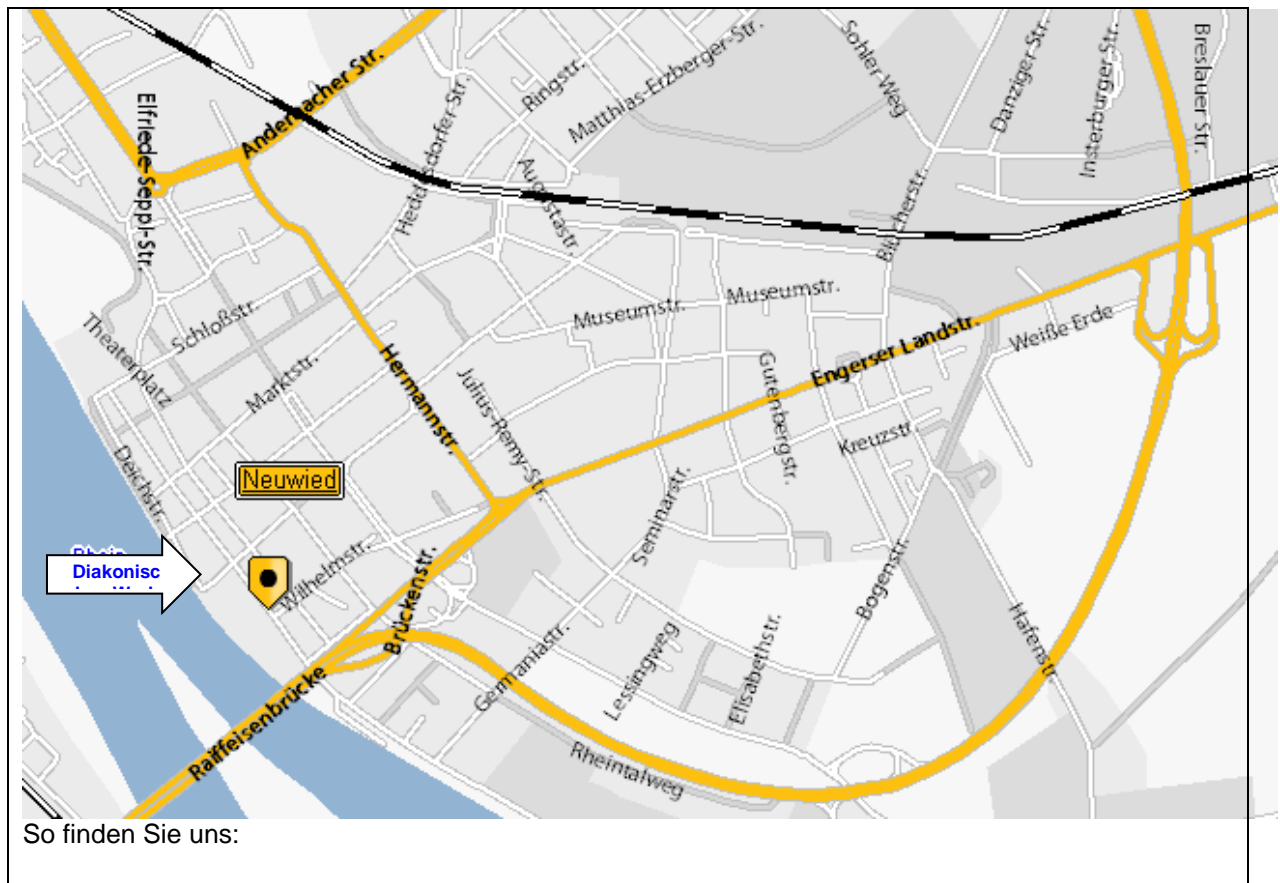 Elfriede-Seppi-Str.
Andernacher Str.
Heddesdorfer-Str.
Ringstr.
Matthias-Erzberger-Str.
Augustastr.
Sohler Weg
Danziger Str.
Insterburger Str.
Breslauer Str.
Blücherstr.
Theaterplatz
Schloßstr.
Marktstr.
Hermannstr.
Museumstr.
Museumstr.
Julius-Remy-Str.
Gutenbergstr.
Engerser Landstr.
Weiße Erde
Kreuzstr.
Deichstr.
Neuwied
Seminarstr.
Diakonisc
Wilhelmstr.
Brückenstr.
Bogenstr.
Hafenstr.
Germaniastr.
Lessingweg
Elisabethstr.
Raiffeisenbrücke
Rheintalweg
So finden Sie uns: